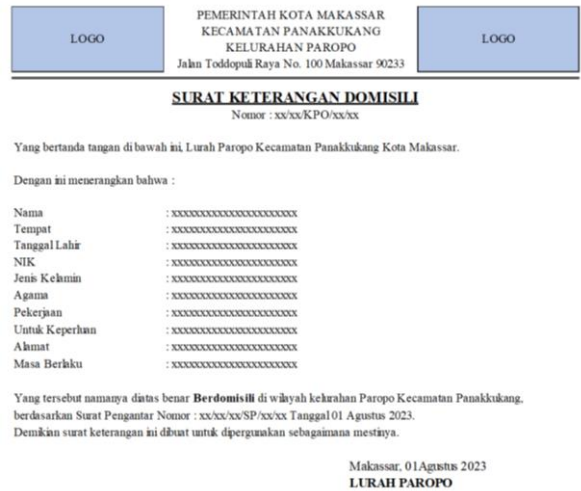 LOGO
PEMERINTAH KOTA MAKASSAR
KECAMATAN PANAKKUKANG
KELURAHAN PAROPO
Jalan Toddopuli Raya No. 100 Makassar 90233
LOGO
SURAT KETERANGAN DOMISILI
Nomor : xx/xx/KPO/xx/xx
Yang bertanda tangan di bawah ini, Lurah Paropo Kecamatan Panakkukang Kota Makassar.
Dengan ini menerangkan bahwa :
Nama : xxxxxxxxxxxxxxxxxxxxxx
Tempat : xxxxxxxxxxxxxxxxxxxxxx
Tanggal Lahir : xxxxxxxxxxxxxxxxxxxxxx
NIK : xxxxxxxxxxxxxxxxxxxxxx
Jenis Kelamin : xxxxxxxxxxxxxxxxxxxxxx
Agama : xxxxxxxxxxxxxxxxxxxxxx
Pekerjaan : xxxxxxxxxxxxxxxxxxxxxx
Untuk Keperluan : xxxxxxxxxxxxxxxxxxxxxx
Alamat : xxxxxxxxxxxxxxxxxxxxxx
Masa Berlaku : xxxxxxxxxxxxxxxxxxxxxx
Yang tersebut namanya diatas benar Berdomisili di wilayah kelurahan Paropo Kecamatan Panakkukang,
berdasarkan Surat Pengantar Nomor : xx/xx/xx/SP/xx/xx Tanggal 01 Agustus 2023.
Demikian surat keterangan ini dibuat untuk dipergunakan sebagaimana mestinya.
Makassar, 01Agustus 2023
LURAH PAROPO